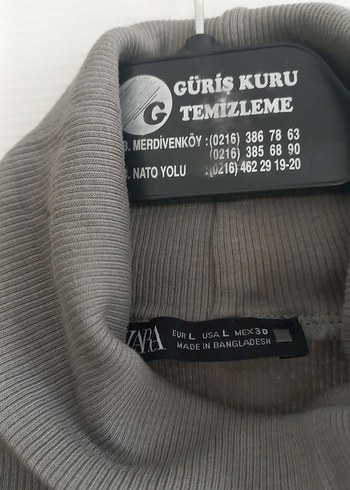 G
GÜRİŞ KURU
TEMİZLEME
B. MERDİVENKÖY : (0216) 386 78 63
(0216) 385 68 90
. NATO YOLU : (0216) 462 29 19-20
ZARA
EUR L USA L MEX 30
MADE IN BANGLADESH